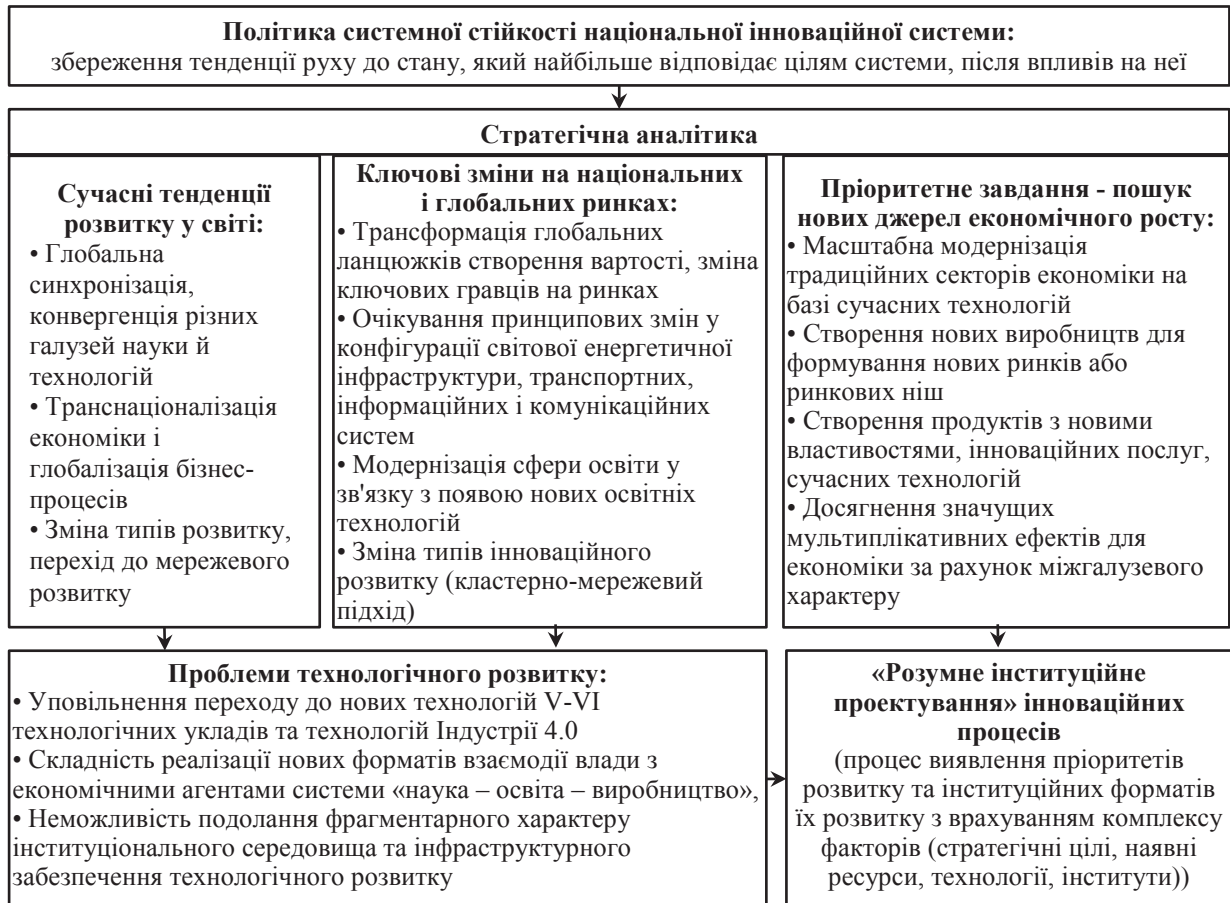 Політика системної стійкості національної інноваційної системи:
збереження тенденції руху до стану, який найбільше відповідає цілям системи, після впливів на неї
Стратегічна аналітика
Сучасні тенденції
розвитку у світі:
• Глобальна
синхронізація,
конвергенція різних
галузей науки й
технологій
• Транснаціоналізація
економіки і
глобалізація бізнес-
процесів
• Зміна типів розвитку,
перехід до мережевого
розвитку
Ключові зміни на національних
і глобальних ринках:
• Трансформація глобальних
ланцюжків створення вартості, зміна
ключових гравців на ринках
• Очікування принципових змін у
конфігурації світової енергетичної
інфраструктури, транспортних,
інформаційних і комунікаційних
систем
• Модернізація сфери освіти у
зв'язку з появою нових освітніх
технологій
• Зміна типів інноваційного
розвитку (кластерно-мережевий
підхід)
Пріоритетне завдання - пошук
нових джерел економічного росту:
• Масштабна модернізація
традиційних секторів економіки на
базі сучасних технологій
• Створення нових виробництв для
формування нових ринків або
ринкових ніш
• Створення продуктів з новими
властивостями, інноваційних послуг,
сучасних технологій
• Досягнення значущих
мультиплікативних ефектів для
економіки за рахунок міжгалузевого
характеру
Проблеми технологічного розвитку:
• Уповільнення переходу до нових технологій V-VI
технологічних укладів та технологій Індустрії 4.0
• Складність реалізації нових форматів взаємодії влади з
економічними агентами системи «наука – освіта – виробництво»,
• Неможливість подолання фрагментарного характеру
інституціонального середовища та інфраструктурного
забезпечення технологічного розвитку
«Розумне інституційне
проектування» інноваційних
процесів
(процес виявлення пріоритетів
розвитку та інституційних форматів
їх розвитку з врахуванням комплексу
факторів (стратегічні цілі, наявні
ресурси, технології, інститути))